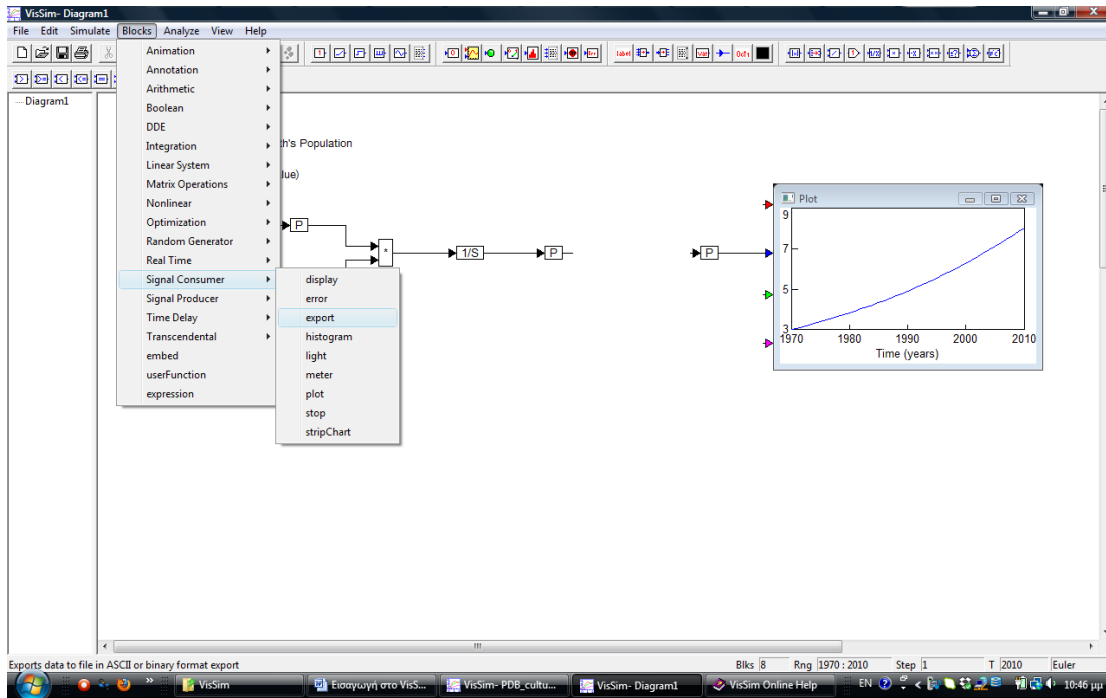 VisSim- Diagram1
File Edit Simulate Blocks Analyze View Help
Diagram1
Animation
Annotation
Arithmetic
Boolean
DDE
Integration
Linear System
Matrix Operations
Nonlinear
Optimization
Random Generator
Real Time
Signal Consumer
Signal Producer
Time Delay
Transcendental
embed
userFunction
expression
display
error
export
histogram
light
meter
plot
stop
stripChart
th's Population
lue)
P
*
1/S
P
P
Plot
9
7
5
3
1970 1980 1990 2000 2010
Time (years)
Exports data to file in ASCII or binary format export
Blks 8 Rng 1970 : 2010 Step 1 T 2010 Euler
VisSim
Εισαγωγή στο VisS...
VisSim- PDB_cultu...
VisSim- Diagram1
VisSim Online Help
EN
10:46 μμ